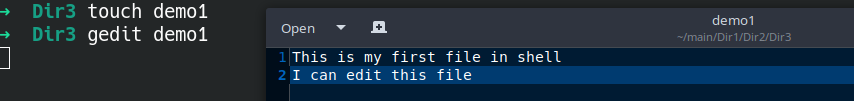 → Dir3 touch demo1
→ Dir3 gedit demo1
Open
demo1
~/main/Dir1/Dir2/Dir3
1 This is my first file in shell
2 I can edit this file